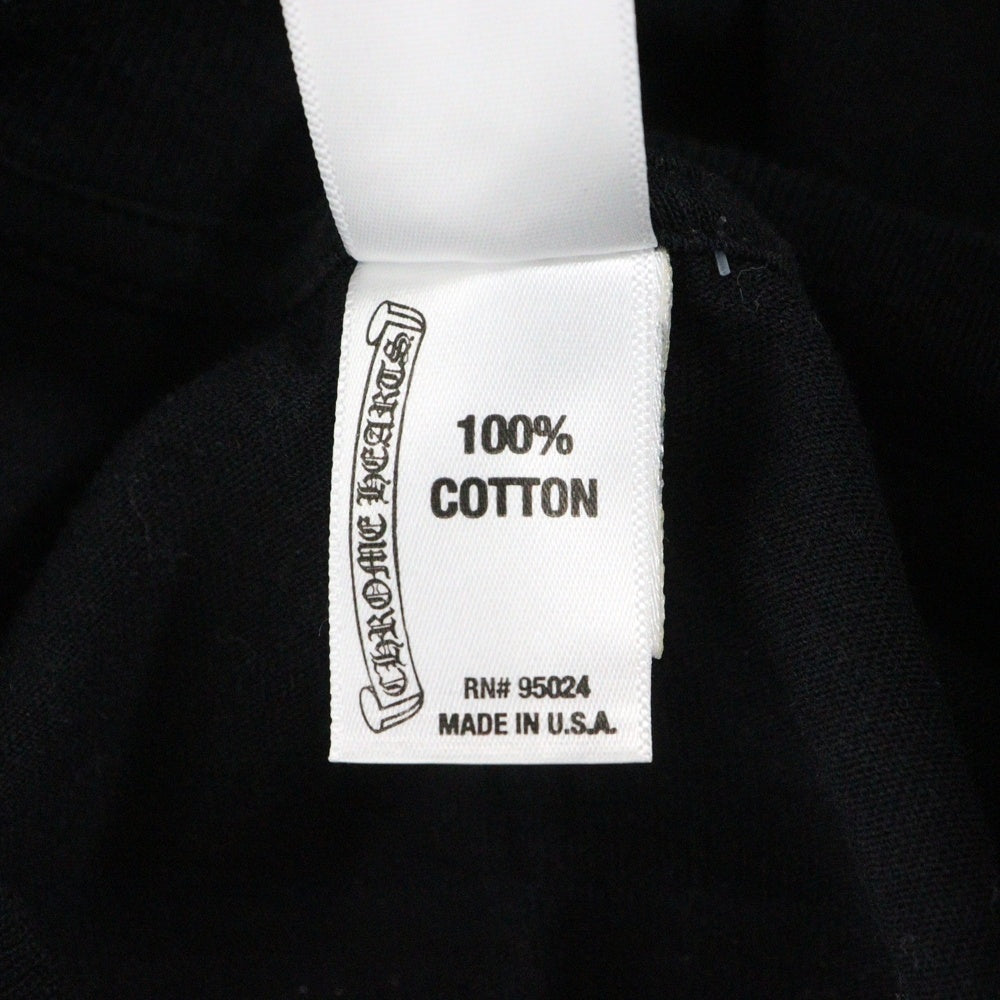 CHROME HEARTS
100%
COTTON
RN# 95024
MADE IN U.S.A.